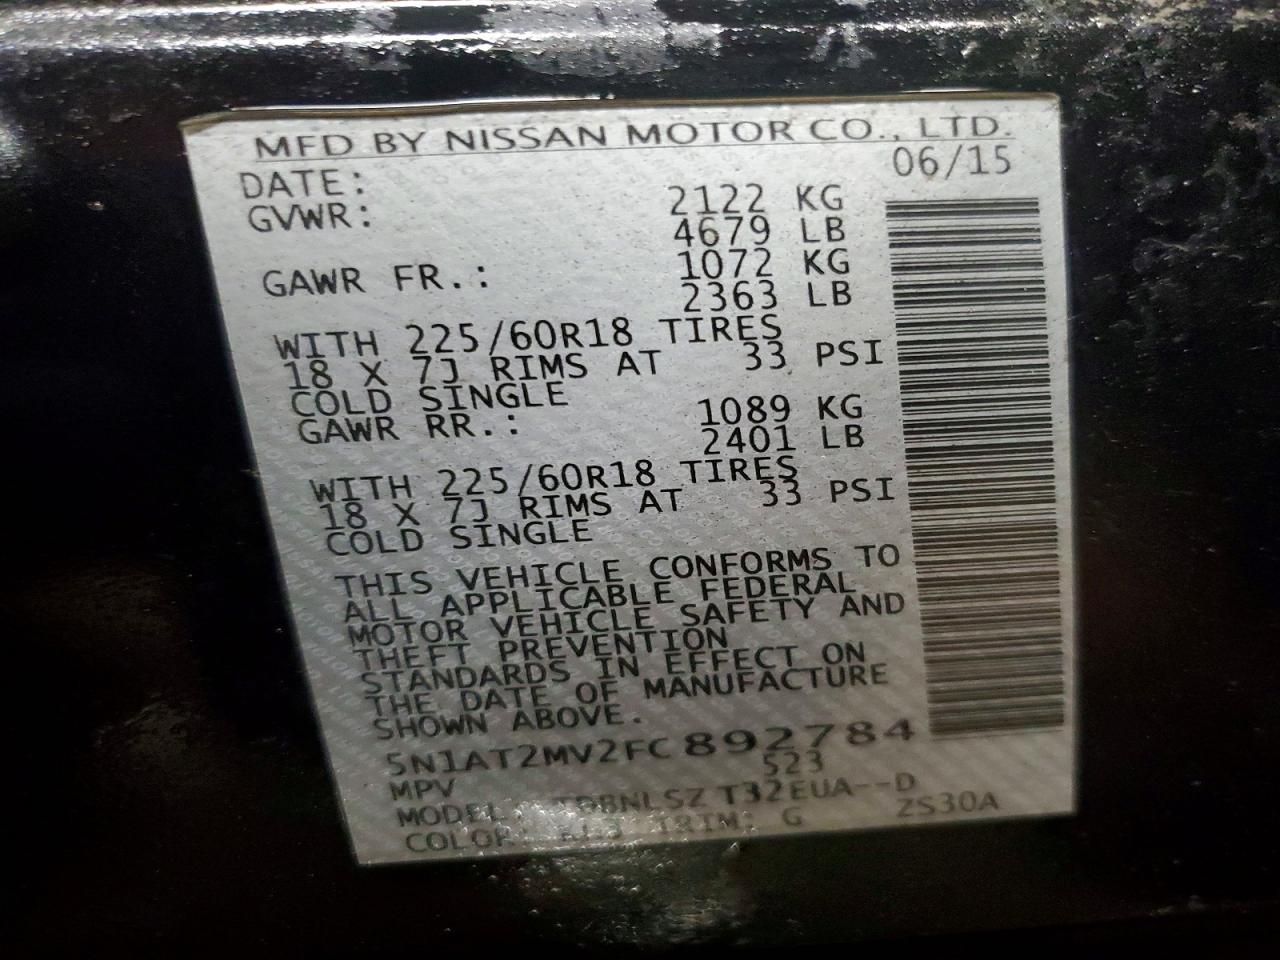 MFD BY NISSAN MOTOR CO., LTD.
DATE: 06/15
GVWR: 2122 KG
4679 LB
GAWR FR.: 1072 KG
2363 LB
WITH 225/60R18 TIRES
18 X 7J RIMS AT 33 PSI
COLD SINGLE
GAWR RR.: 1089 KG
2401 LB
WITH 225/60R18 TIRES
18 X 7J RIMS AT 33 PSI
COLD SINGLE
THIS VEHICLE CONFORMS TO
ALL APPLICABLE FEDERAL
MOTOR VEHICLE SAFETY AND
THEFT PREVENTION
STANDARDS IN EFFECT ON
THE DATE OF MANUFACTURE
SHOWN ABOVE.
5N1AT2MV2FC892784
MPV 523
MODEL: T32EUA--D
COLOR: TRIM: G ZS30A